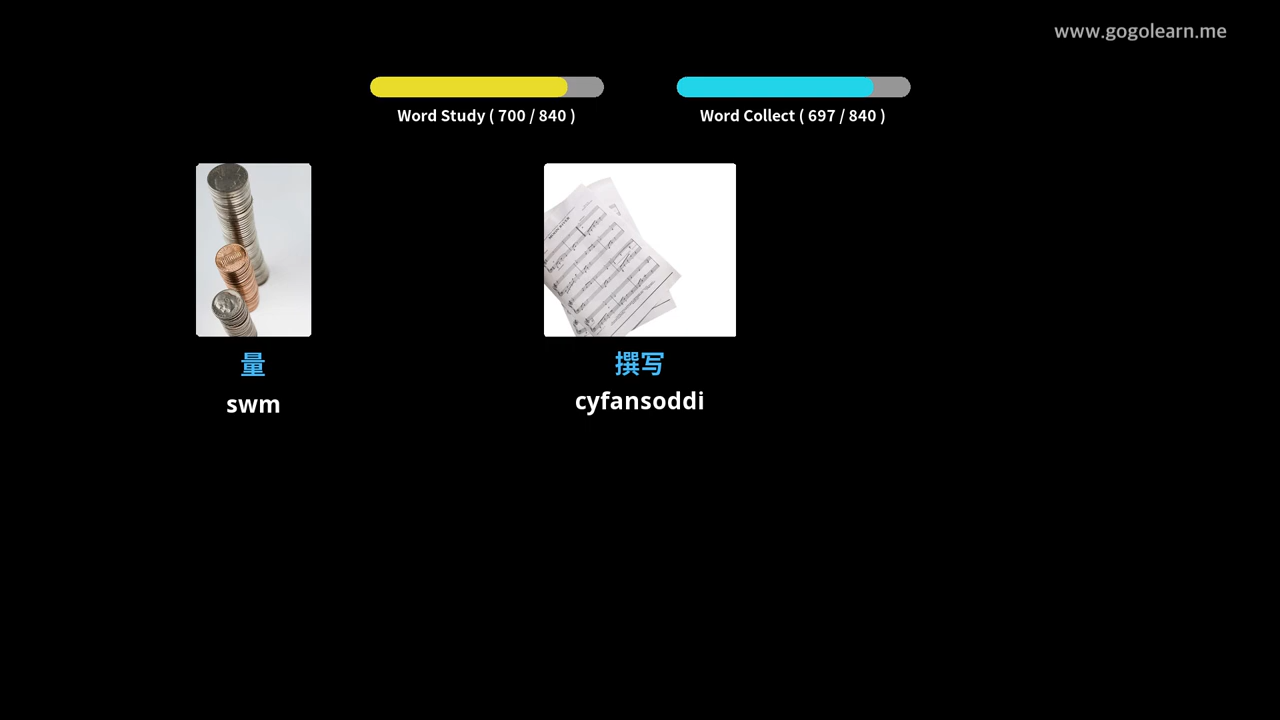 www.gogolearn.me
Word Study ( 700 / 840 )
Word Collect ( 697 / 840 )
量
swm
撰写
cyfansoddi